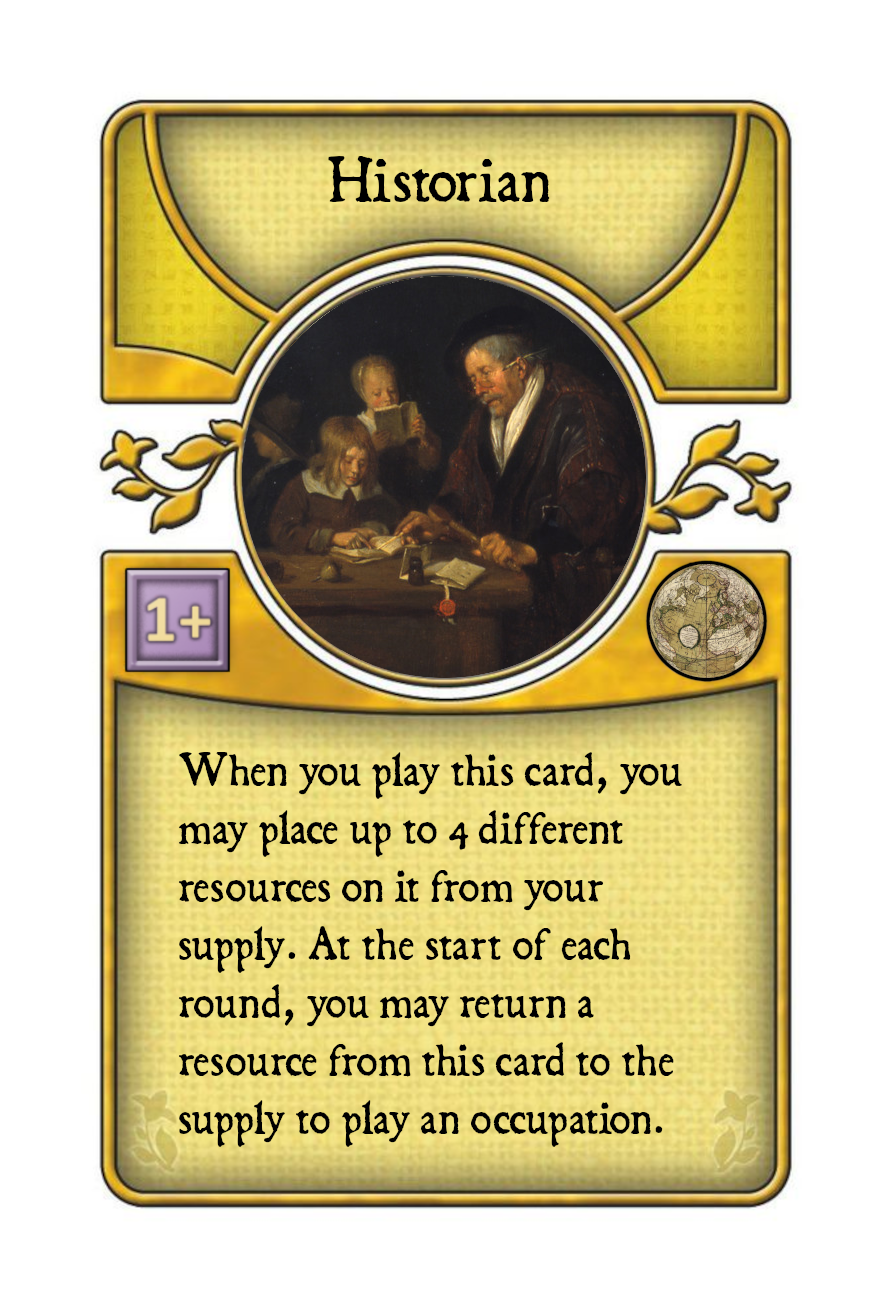 Historian
1+
When you play this card, you
may place up to 4 different
resources on it from your
supply. At the start of each
round, you may return a
resource from this card to the
supply to play an occupation.